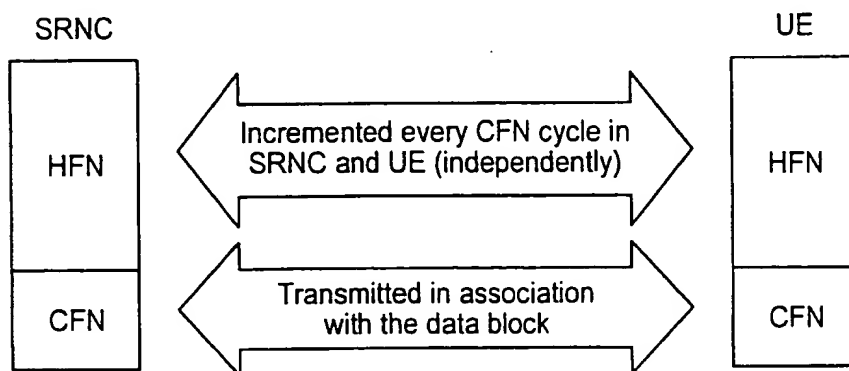 SRNC
UE
HFN
Incremented every CFN cycle in
SRNC and UE (independently)
HFN
CFN
Transmitted in association
with the data block
CFN